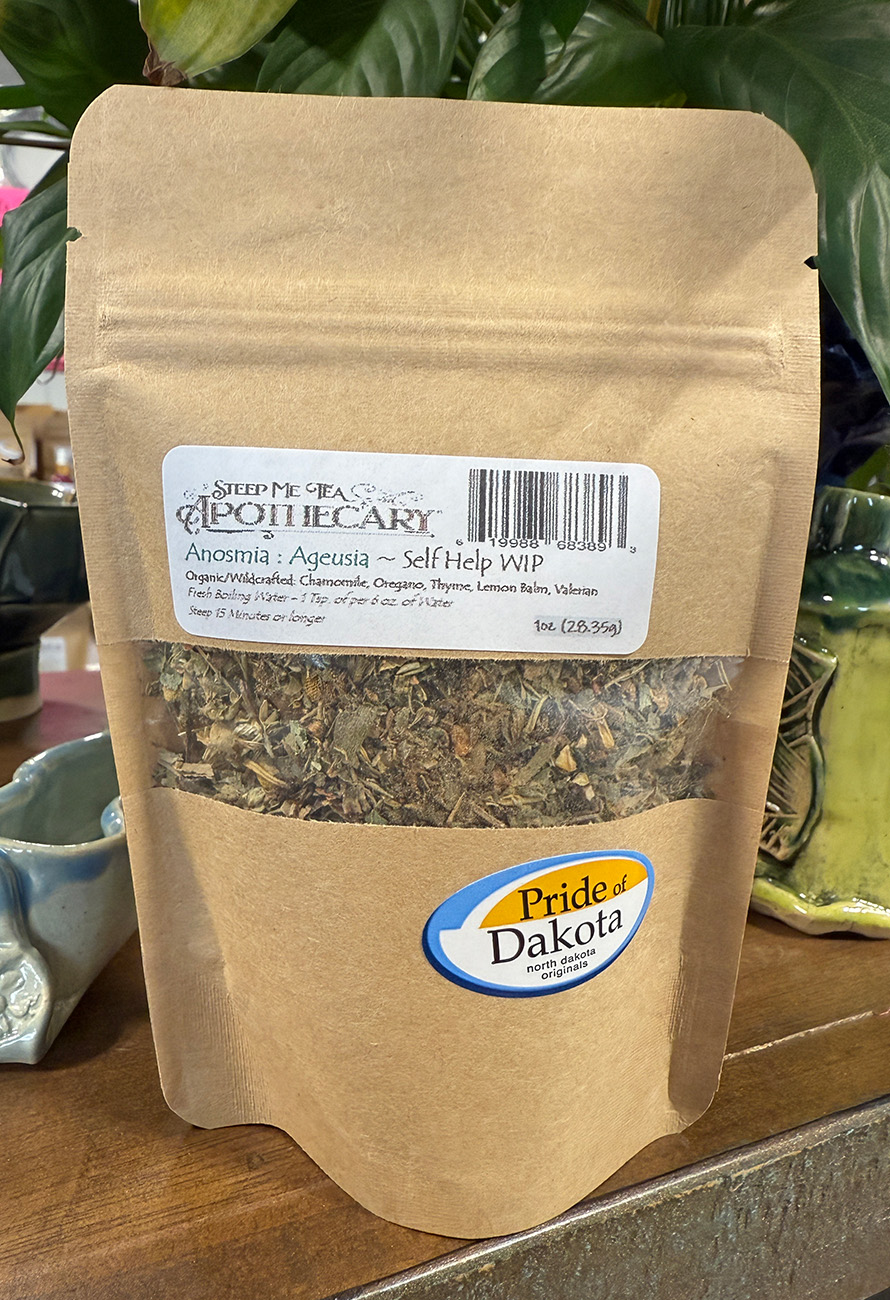 Steep Me Tea
Apothecary
6 19988 68389 3
Anosmia : Ageusia ~ Self Help WIP
Organic/Wildcrafted: Chamomile, Oregano, Thyme, Lemon Balm, Valerian
Fresh Boiling Water – 1 Tsp. of per 6 oz. of Water
Steep 15 Minutes or longer
1oz (28.35g)
Pride of
Dakota
north dakota
originals